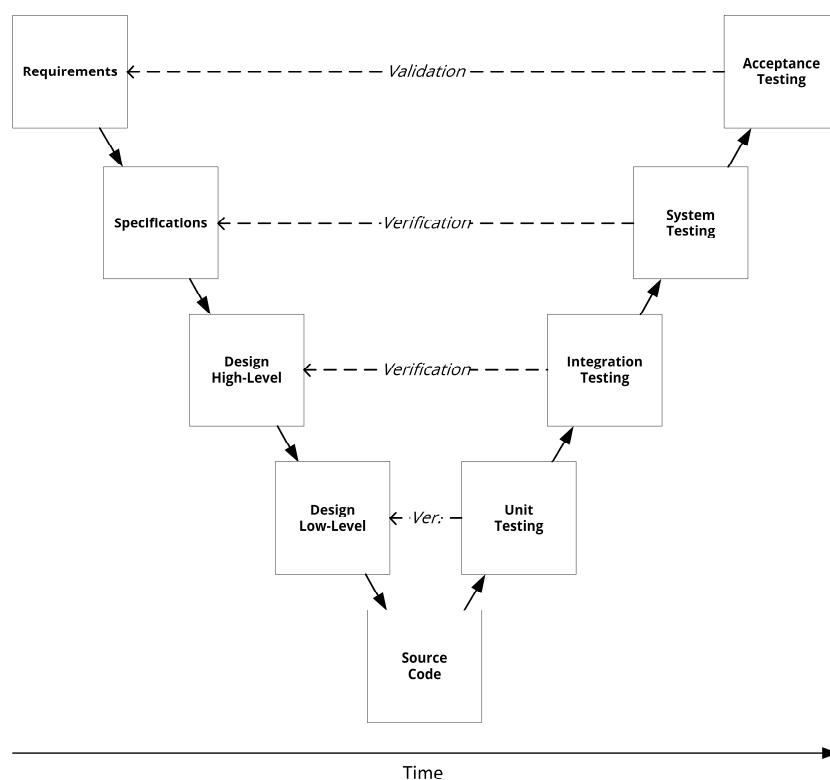 Requirements
Validation
Acceptance
Testing
Specifications
Verification
System
Testing
Design
High-Level
Verification
Integration
Testing
Design
Low-Level
Ver.
Unit
Testing
Source
Code
Time